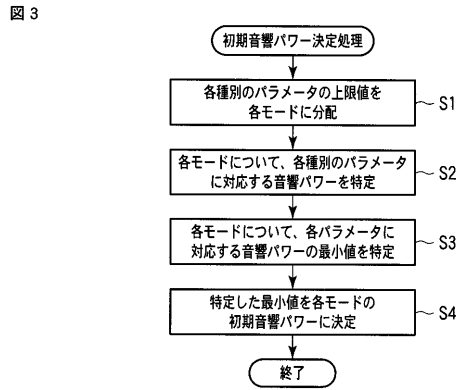 図３
初期音響パワー決定処理
各種別のパラメータの上限値を
各モードに分配
S1
各モードについて、各種別のパラメータ
に対応する音響パワーを特定
S2
各モードについて、各パラメータに
対応する音響パワーの最小値を特定
S3
特定した最小値を各モードの
初期音響パワーに決定
S4
終了